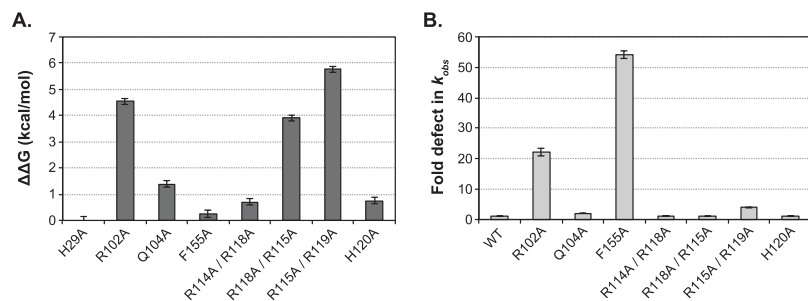 A.
ΔΔG (kcal/mol)
7
6
5
4
3
2
1
0
H29A
R102A
Q104A
F155A
R114A / R118A
R118A / R115A
R115A / R119A
H120A
B.
Fold defect in kobs
60
50
40
30
20
10
0
WT
R102A
Q104A
F155A
R114A / R118A
R118A / R115A
R115A / R119A
H120A